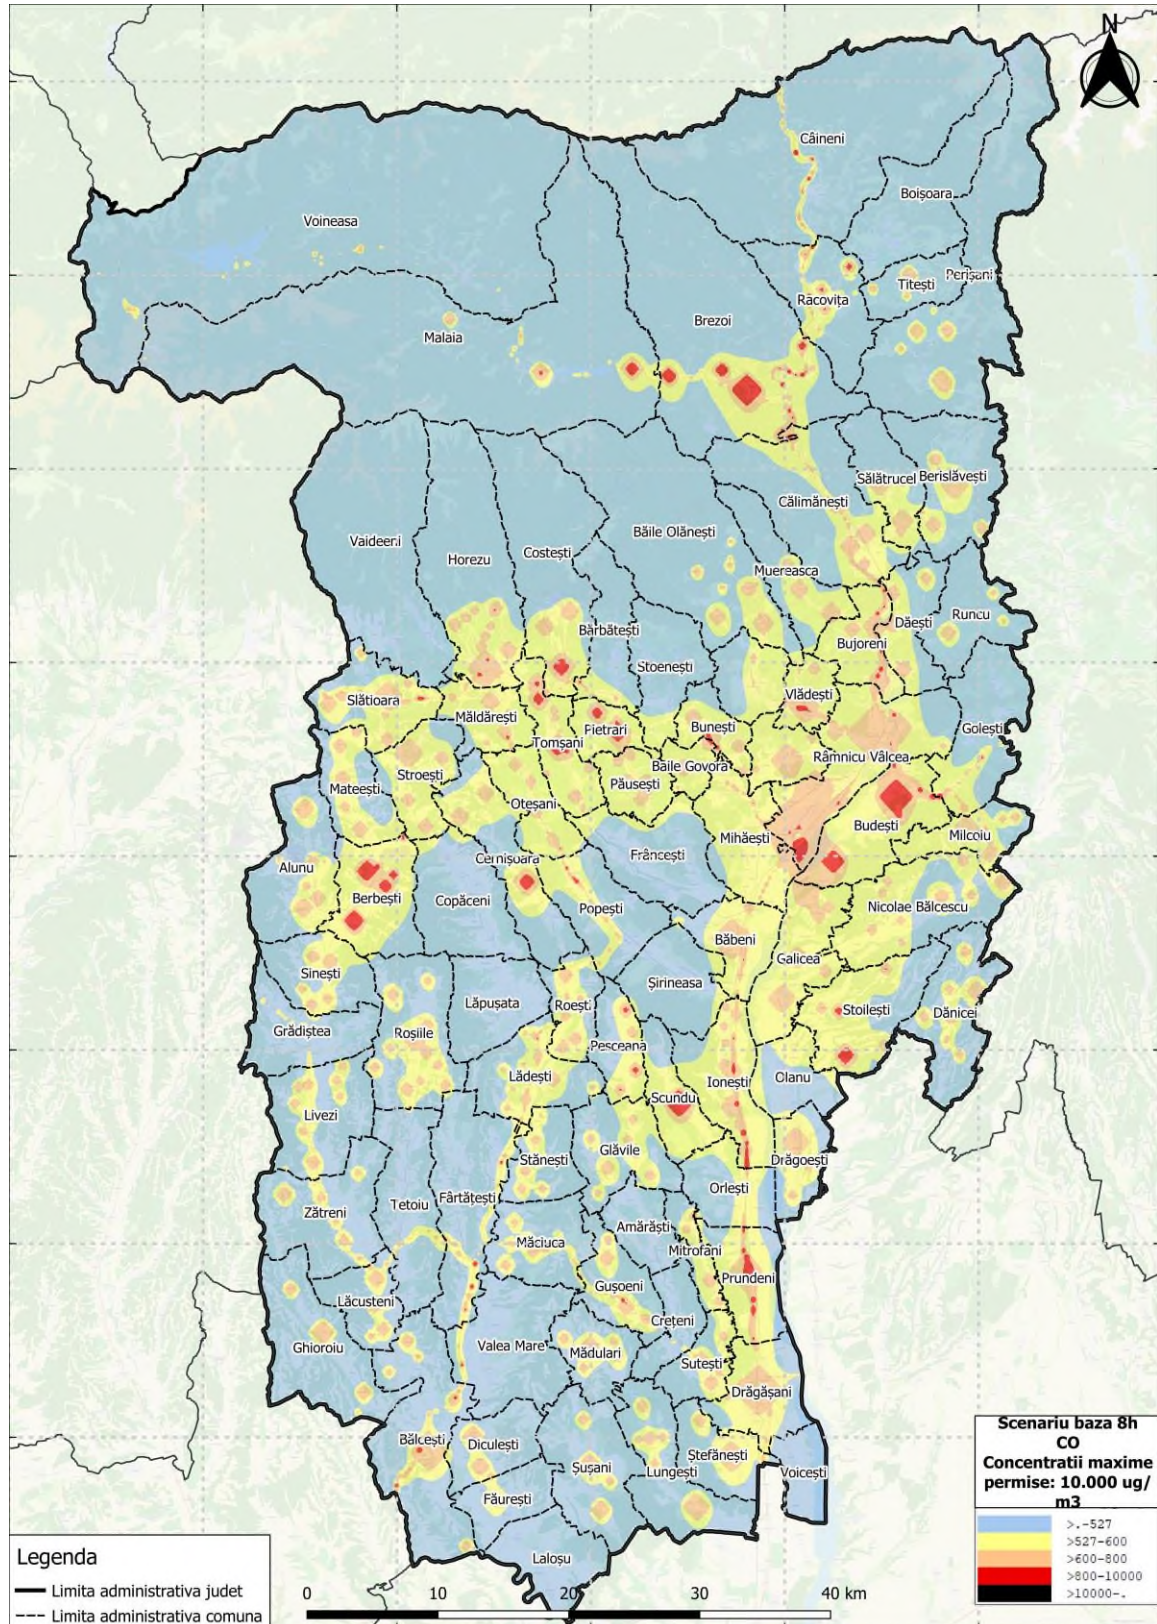 N
Câineni
Boișoara
Voineasa
Titești
Perișani
Racovița
Brezoi
Malaia
Sălătrucel
Berislăvești
Călimănești
Băile Olănești
Vaideeni
Costești
Horezu
Muereasca
Runcu
Dăești
Bărbătești
Bujoreni
Stoenești
Vlădești
Slătioara
Măldărești
Bunești
Golești
Pietrari
Tomșani
Râmnicu Vâlcea
Băile Govora
Stroești
Păusești
Mateești
Oteșani
Budești
Mihăești
Milcoiu
Frâncești
Cernișoara
Alunu
Berbești
Copăceni
Nicolae Bălcescu
Popești
Băbeni
Galicea
Sinești
Șirineasa
Lăpușata
Roești
Stoilești
Dănicei
Grădiștea
Roșiile
Pesceana
Lădești
Olanu
Ionești
Scundu
Livezi
Glăvile
Stănești
Drăgoești
Orlești
Fârtățești
Tetoiu
Zătreni
Amărăști
Măciuca
Mitrofani
Prundeni
Gușoeni
Lăcusteni
Crețeni
Valea Mare
Ghioroiu
Mădulari
Sutești
Drăgășani
Bălcești
Diculești
Ștefănești
Șușani
Lungești
Voicești
Făurești
Laloșu
Scenariu baza 8h
CO
Concentratii maxime
permise: 10.000 ug/
m3
>.-527
>527-600
>600-800
>800-10000
>10000-.
Legenda
Limita administrativa judet
Limita administrativa comuna
0 10 20 30 40 km